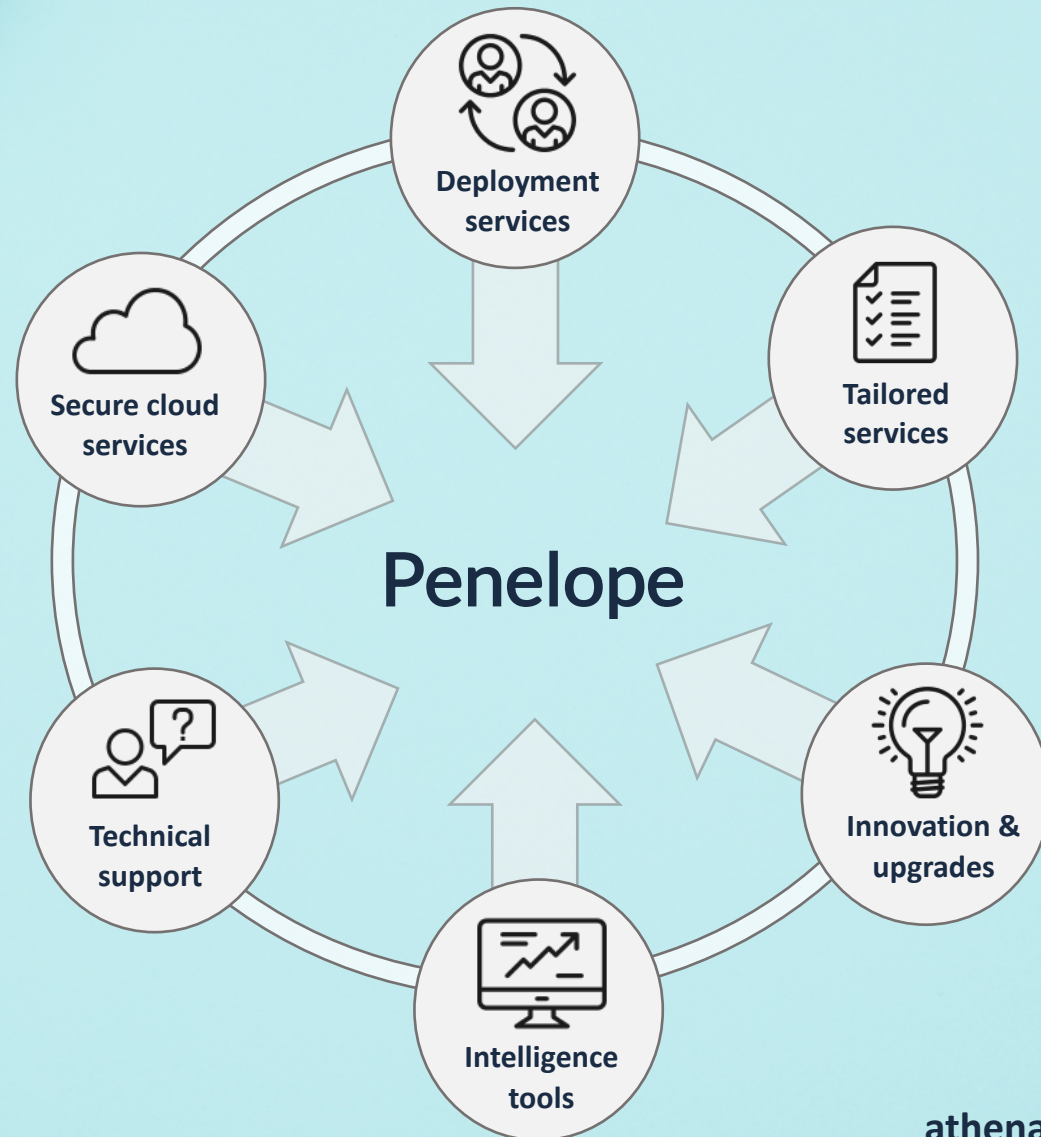 Deployment
services
Secure cloud
services
Tailored
services
Penelope
Technical
support
?
Innovation &
upgrades
Intelligence
tools
athena